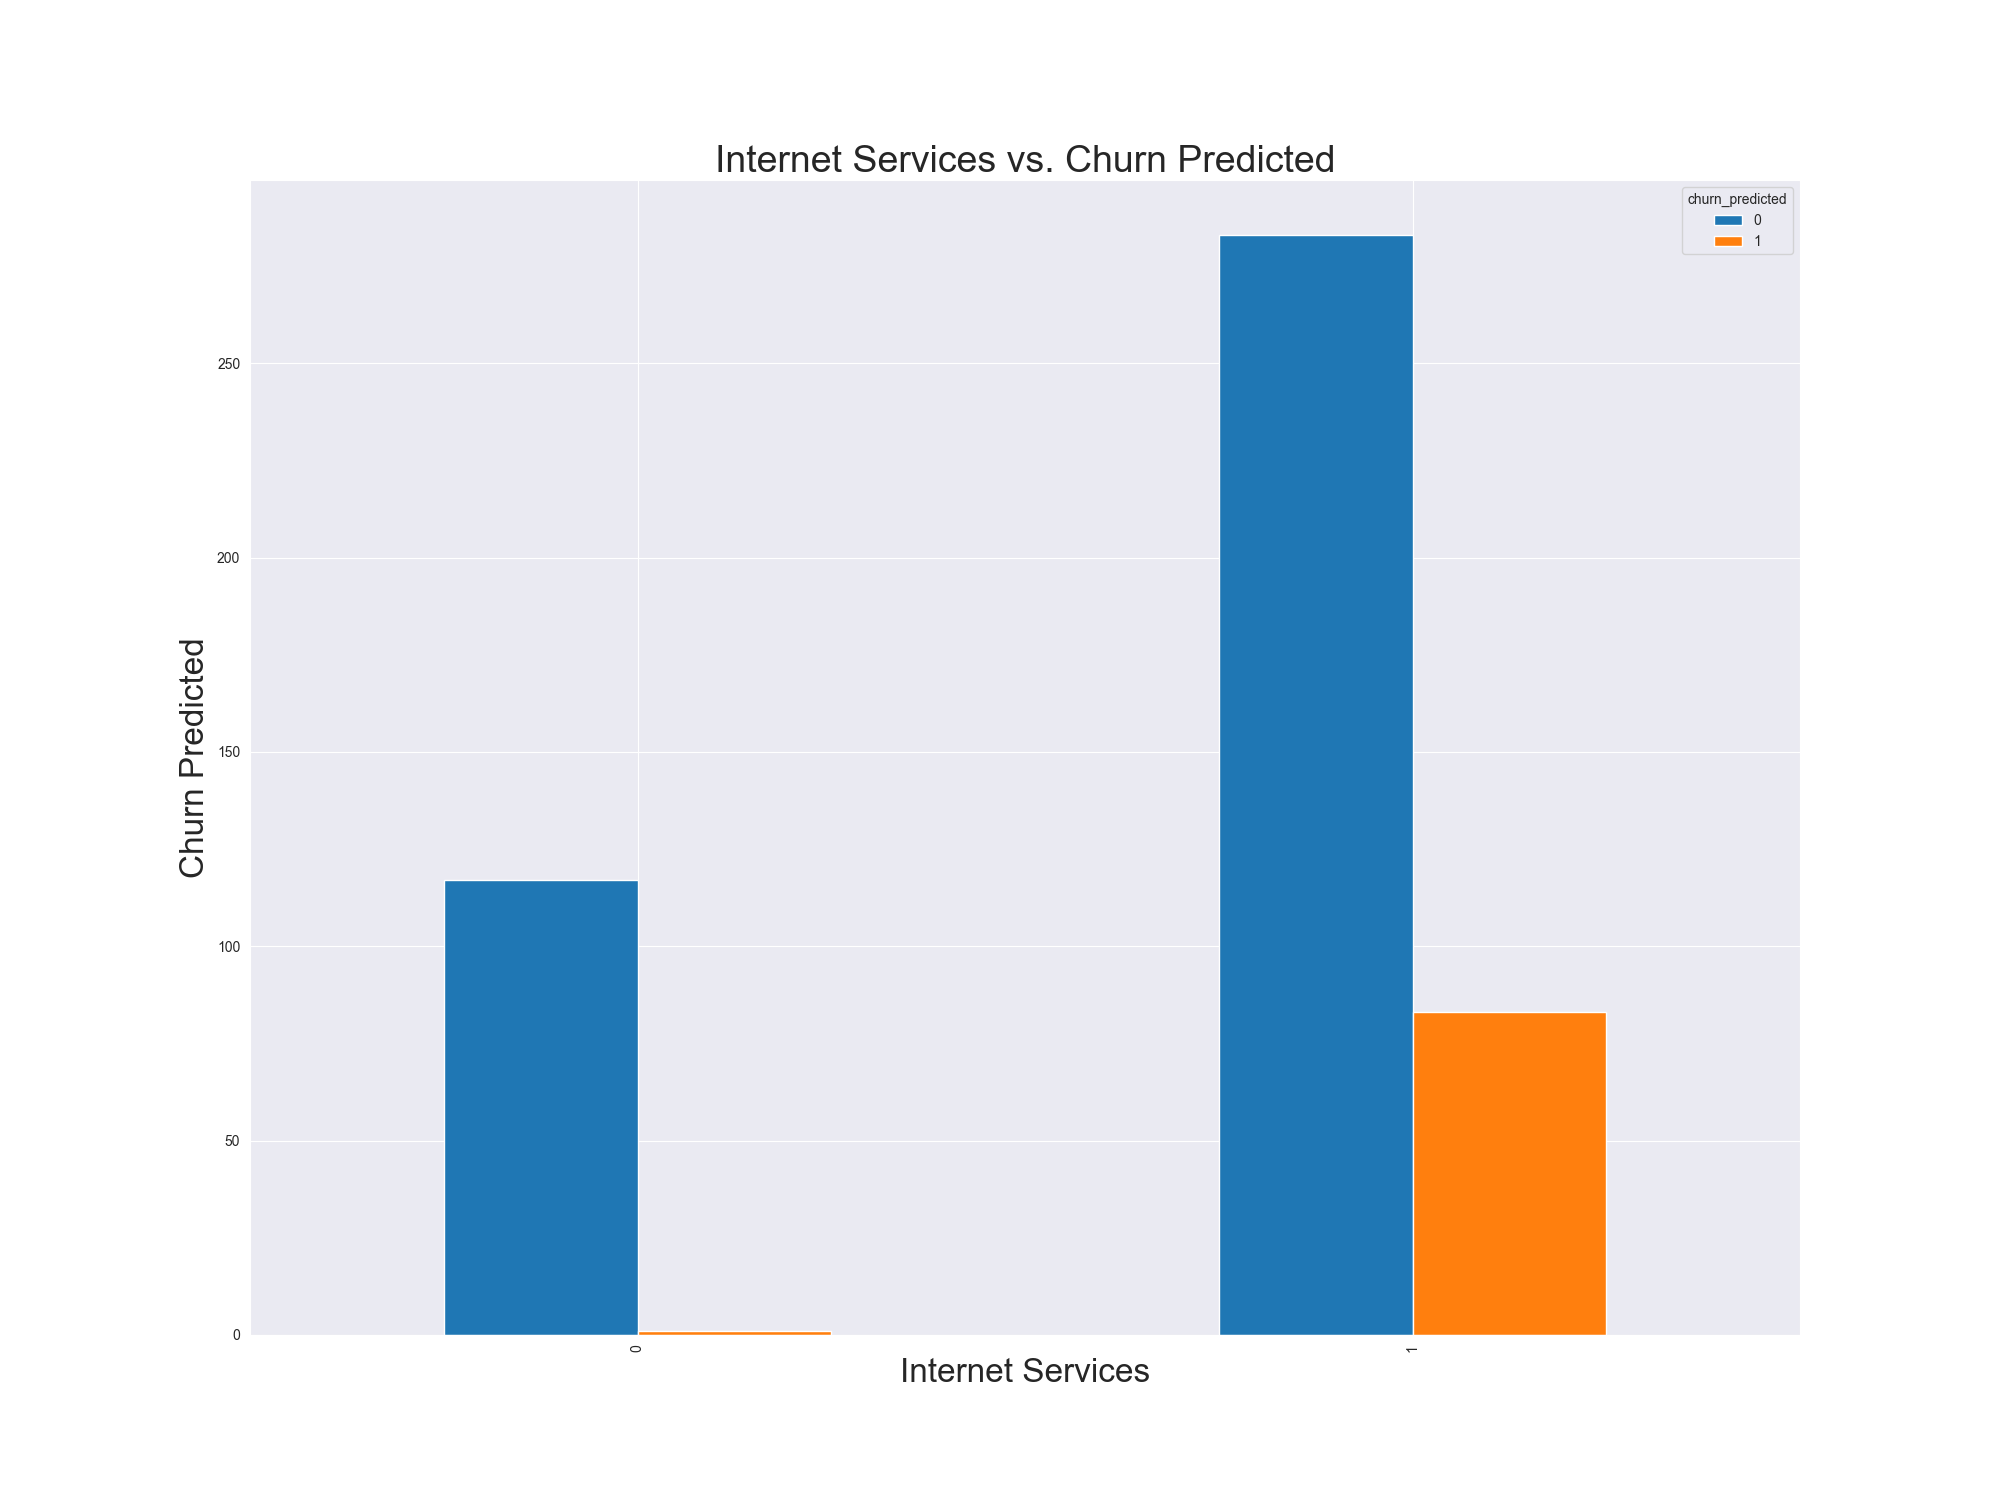 Internet Services vs. Churn Predicted
churn_predicted
0
1
250
200
150
100
50
0
Churn Predicted
0
1
Internet Services